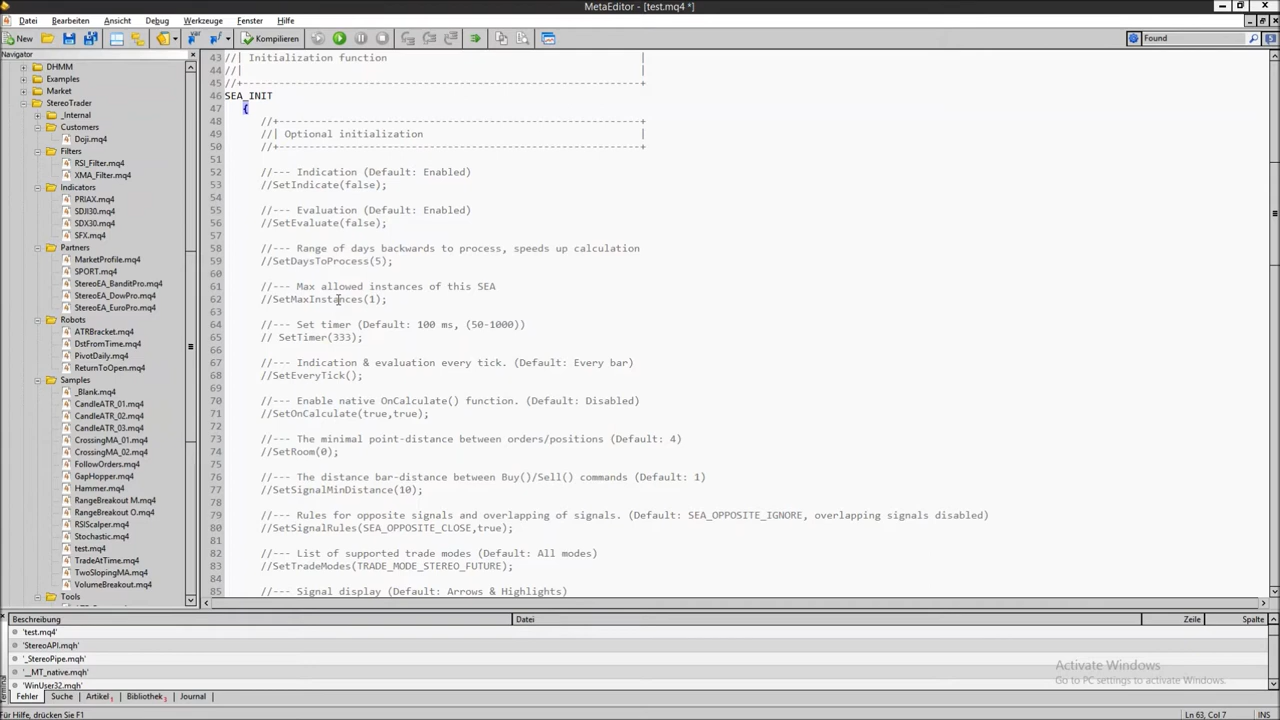 MetaEditor - [test.mq4 *]
Datei Bearbeiten Ansicht Debug Werkzeuge Fenster Hilfe
New Kompilieren Found
Navigator
DHMM
Examples
Market
StereoTrader
_Internal
Customers
Doji.mq4
Filters
RSI_Filter.mq4
XMA_Filter.mq4
Indicators
PRIAX.mq4
SDJI30.mq4
SDX30.mq4
SFX.mq4
Partners
MarketProfile.mq4
SPORT.mq4
StereoEA_BanditPro.mq4
StereoEA_DowPro.mq4
StereoEA_EuroPro.mq4
Robots
ATRBracket.mq4
DstFromTime.mq4
PivotDaily.mq4
ReturnToOpen.mq4
Samples
_Blank.mq4
CandleATR_01.mq4
CandleATR_02.mq4
CandleATR_03.mq4
CrossingMA_01.mq4
CrossingMA_02.mq4
FollowOrders.mq4
GapHopper.mq4
Hammer.mq4
RangeBreakout M.mq4
RangeBreakout O.mq4
RSIScalper.mq4
Stochastic.mq4
test.mq4
TradeAtTime.mq4
TwoSlopingMA.mq4
VolumeBreakout.mq4
Tools
43 //| Initialization function |
44 //| |
45 //+------------------------------------------------------------------+
46 SEA_INIT
47 {
48 //+------------------------------------------------------------+
49 //| Optional initialization |
50 //+------------------------------------------------------------+
51
52 //--- Indication (Default: Enabled)
53 //SetIndicate(false);
54
55 //--- Evaluation (Default: Enabled)
56 //SetEvaluate(false);
57
58 //--- Range of days backwards to process, speeds up calculation
59 //SetDaysToProcess(5);
60
61 //--- Max allowed instances of this SEA
62 //SetMaxInstances(1);
63
64 //--- Set timer (Default: 100 ms, (50-1000))
65 // SetTimer(333);
66
67 //--- Indication & evaluation every tick. (Default: Every bar)
68 //SetEveryTick();
69
70 //--- Enable native OnCalculate() function. (Default: Disabled)
71 //SetOnCalculate(true,true);
72
73 //--- The minimal point-distance between orders/positions (Default: 4)
74 //SetRoom(0);
75
76 //--- The distance bar-distance between Buy()/Sell() commands (Default: 1)
77 //SetSignalMinDistance(10);
78
79 //--- Rules for opposite signals and overlapping of signals. (Default: SEA_OPPOSITE_IGNORE, overlapping signals disabled)
80 //SetSignalRules(SEA_OPPOSITE_CLOSE,true);
81
82 //--- List of supported trade modes (Default: All modes)
83 //SetTradeModes(TRADE_MODE_STEREO_FUTURE);
84
85 //--- Signal display (Default: Arrows & Highlights)
Beschreibung Datei Zeile Spalte
'test.mq4'
'StereoAPI.mqh'
'_StereoPipe.mqh'
'__MT_native.mqh'
'WinUser32.mqh'
Activate Windows
Go to PC settings to activate Windows.
Terminal
Fehler Suche Artikel Bibliothek Journal
Für Hilfe, drücken Sie F1 Ln 63, Col 7 INS